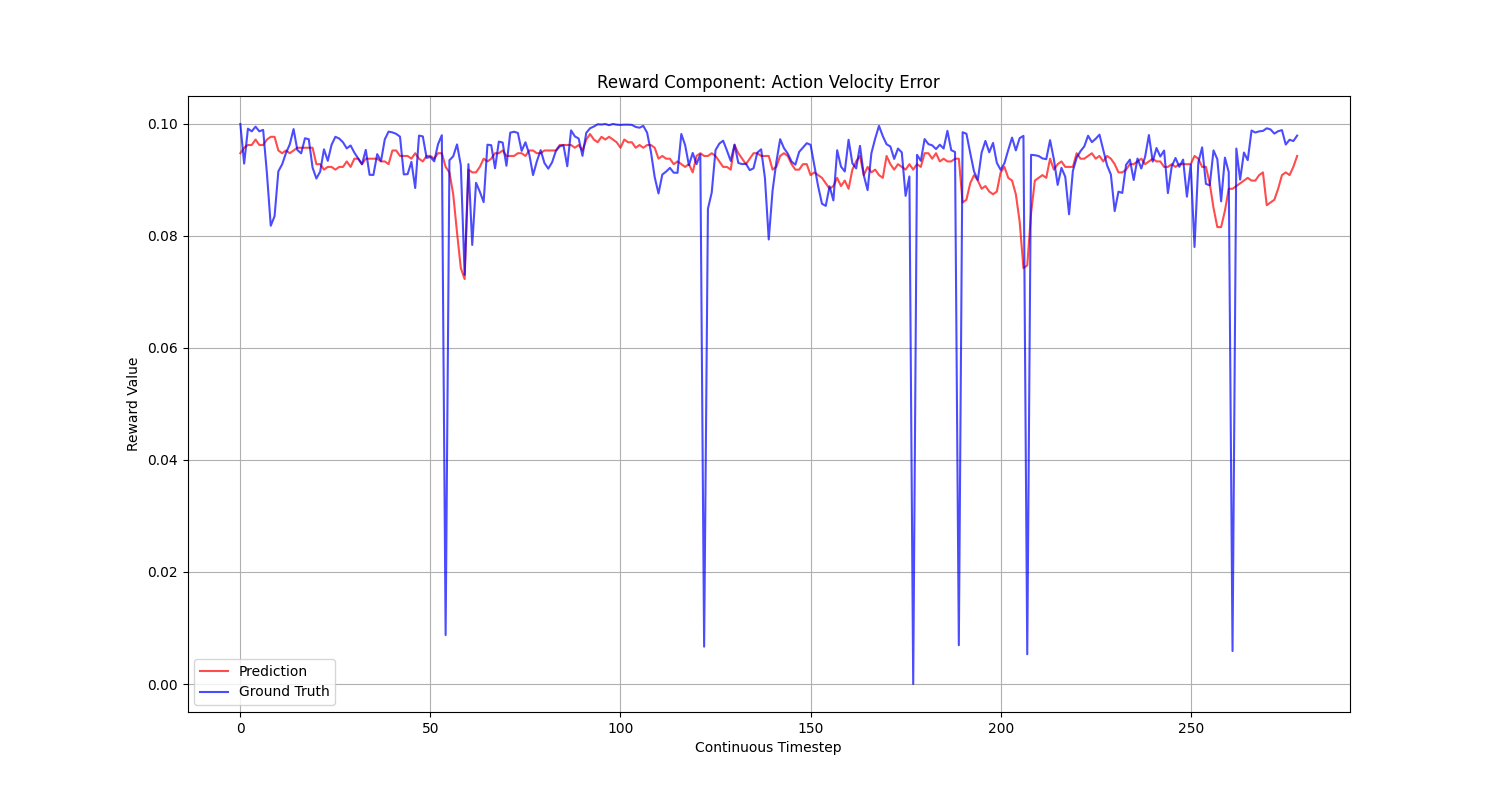 Reward Component: Action Velocity Error
0.10
0.08
0.06
0.04
0.02
0.00
Reward Value
Prediction
Ground Truth
0
50
100
150
200
250
Continuous Timestep